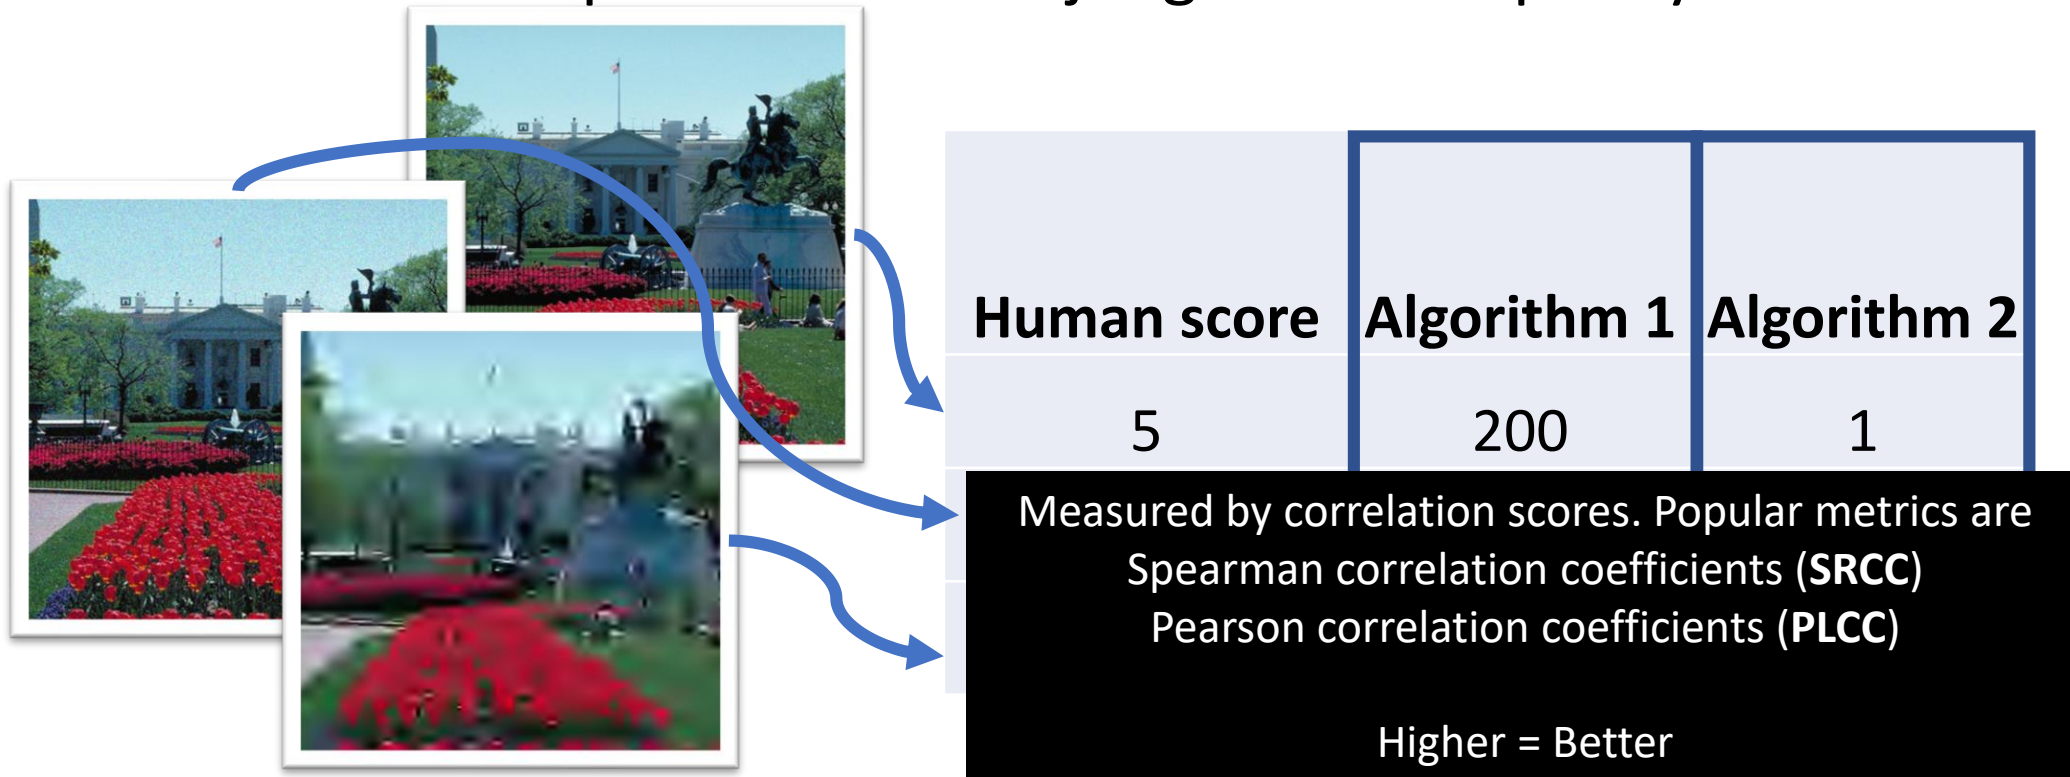 Human score Algorithm 1 Algorithm 2
5 200 1
Measured by correlation scores. Popular metrics are
Spearman correlation coefficients (SRCC)
Pearson correlation coefficients (PLCC)
Higher = Better